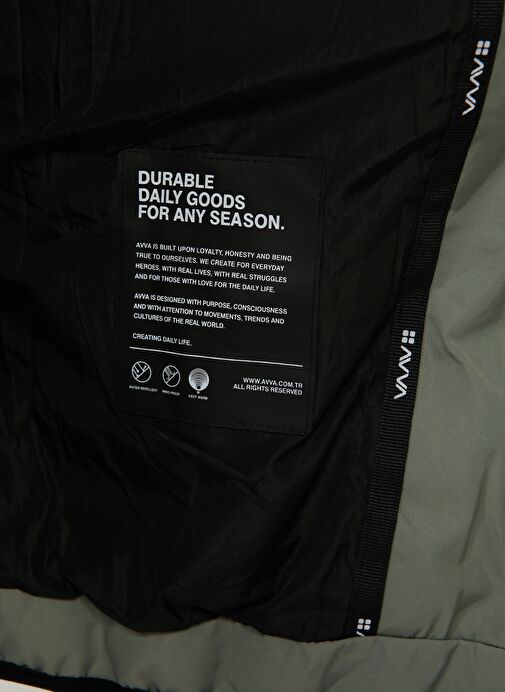 DURABLE
DAILY GOODS
FOR ANY SEASON.
AVVA IS BUILT UPON LOYALTY, HONESTY AND BEING
TRUE TO OURSELVES. WE CREATE FOR EVERYDAY
HEROES, WITH REAL LIVES, WITH REAL STRUGGLES
AND FOR THOSE WITH LOVE FOR THE DAILY LIFE.
AVVA IS DESIGNED WITH PURPOSE, CONSCIOUSNESS
AND WITH ATTENTION TO MOVEMENTS, TRENDS AND
CULTURES OF THE REAL WORLD.
CREATING DAILY LIFE.
WATER REPELLENT
WIND PROOF
KEEP WARM
WWW.AVVA.COM.TR
ALL RIGHTS RESERVED
AVVA
AVVA
AVVA